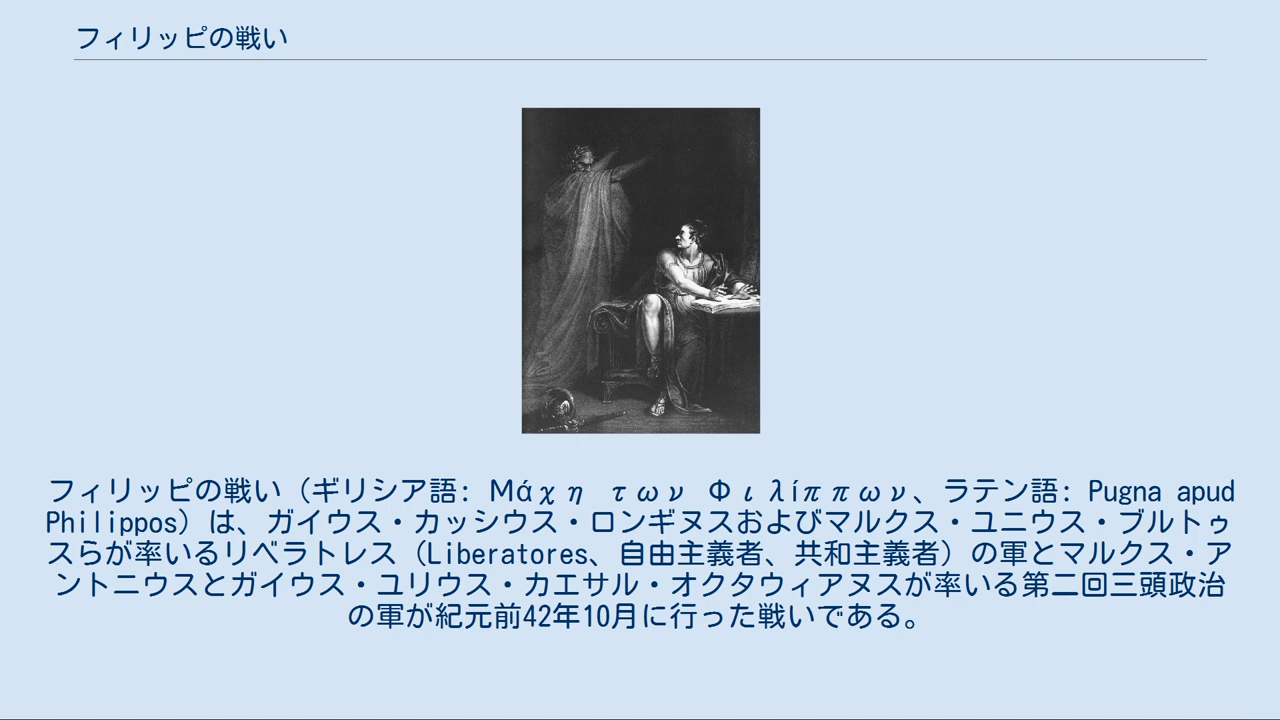 フィリッピの戦い
フィリッピの戦い（ギリシア語: Μάχη των Φιλίππων、ラテン語: Pugna apud
Philippos）は、ガイウス・カッシウス・ロンギヌスおよびマルクス・ユニウス・ブルトゥ
スらが率いるリベラトレス（Liberatores、自由主義者、共和主義者）の軍とマルクス・ア
ントニウスとガイウス・ユリウス・カエサル・オクタウィアヌスが率いる第二回三頭政治
の軍が紀元前42年10月に行った戦いである。